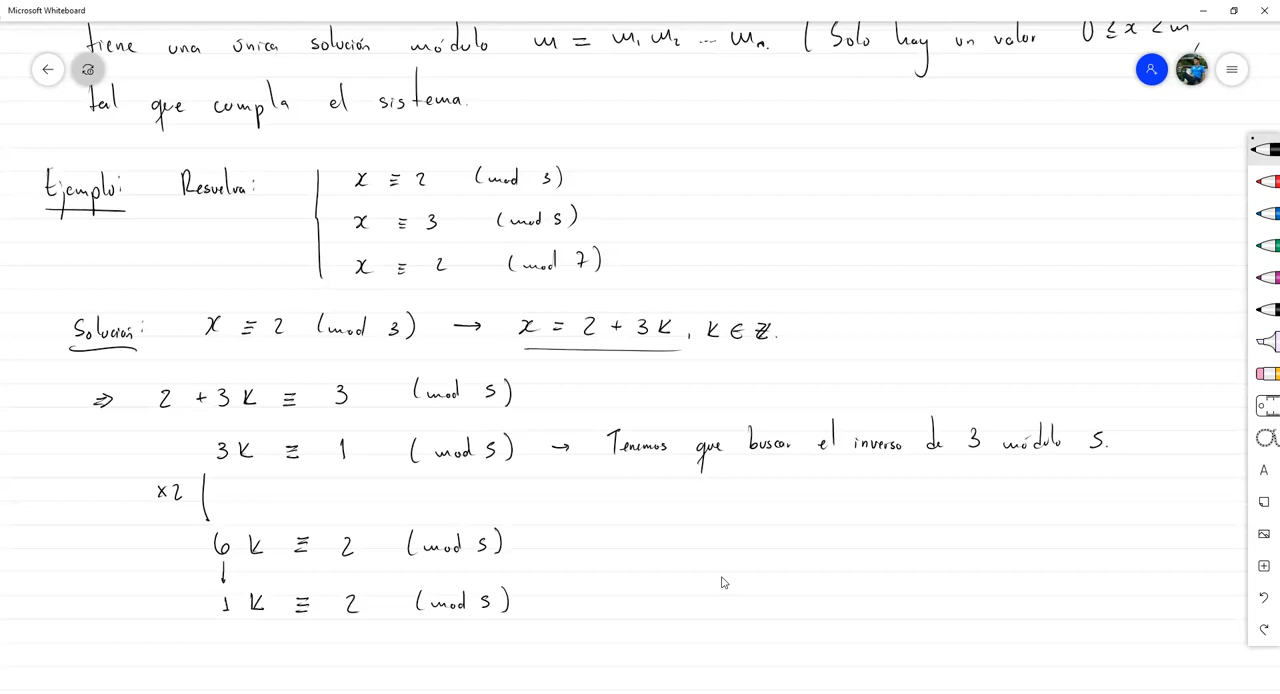 Microsoft Whiteboard
tiene una única solución módulo m = m₁ m₂ ... mₙ. ( Solo hay un valor 0 ≤ x < m,
tal que cumpla el sistema.
Ejemplo: Resuelva: x ≡ 2 (mod 3)
x ≡ 3 (mod 5)
x ≡ 2 (mod 7)
Solución: x ≡ 2 (mod 3) → x = 2 + 3k, k ∈ ℤ.
⇒ 2 + 3k ≡ 3 (mod 5)
3k ≡ 1 (mod 5) → Tenemos que buscar el inverso de 3 módulo 5.
×2
6k ≡ 2 (mod 5)
1k ≡ 2 (mod 5)
A